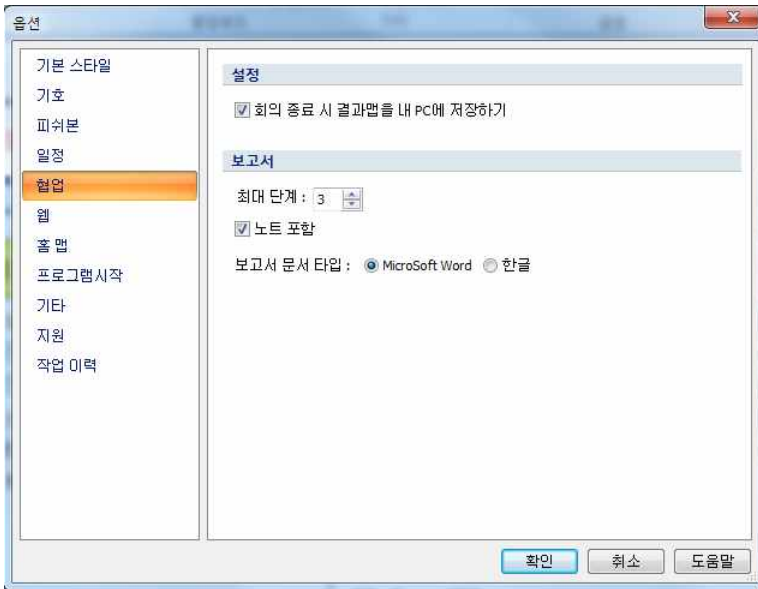 옵션
기본 스타일
기호
피쉬본
일정
협업
웹
홈 맵
프로그램시작
기타
지원
작업 이력
설정
회의 종료 시 결과맵을 내 PC에 저장하기
보고서
최대 단계 : 3
노트 포함
보고서 문서 타입 : MicroSoft Word 한글
확인 취소 도움말